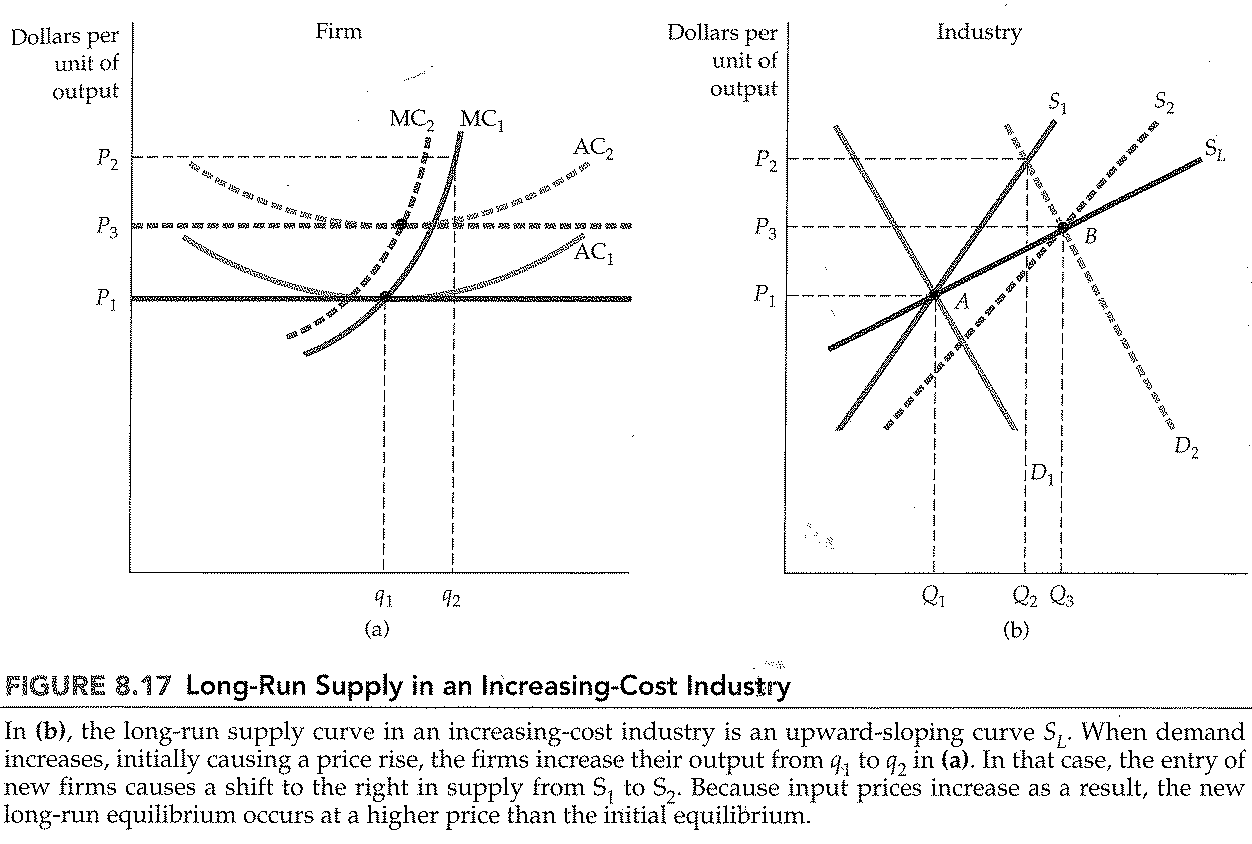 Firm
Dollars per
unit of
output
MC₂
MC₁
AC₂
AC₁
P₂
P₃
P₁
q₁
q₂
(a)
Industry
Dollars per
unit of
output
S₁
S₂
S_L
P₂
P₃
P₁
A
B
D₁
D₂
Q₁
Q₂
Q₃
(b)
FIGURE 8.17 Long-Run Supply in an Increasing-Cost Industry
In (b), the long-run supply curve in an increasing-cost industry is an upward-sloping curve S_L. When demand
increases, initially causing a price rise, the firms increase their output from q₁ to q₂ in (a). In that case, the entry of
new firms causes a shift to the right in supply from S₁ to S₂. Because input prices increase as a result, the new
long-run equilibrium occurs at a higher price than the initial equilibrium.